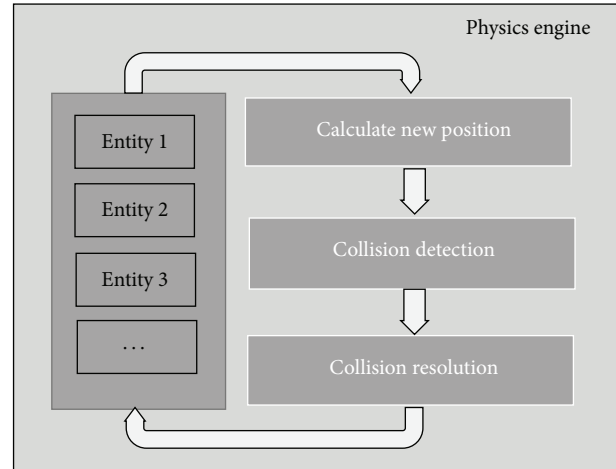 Physics engine
Entity 1
Entity 2
Entity 3
...
Calculate new position
Collision detection
Collision resolution